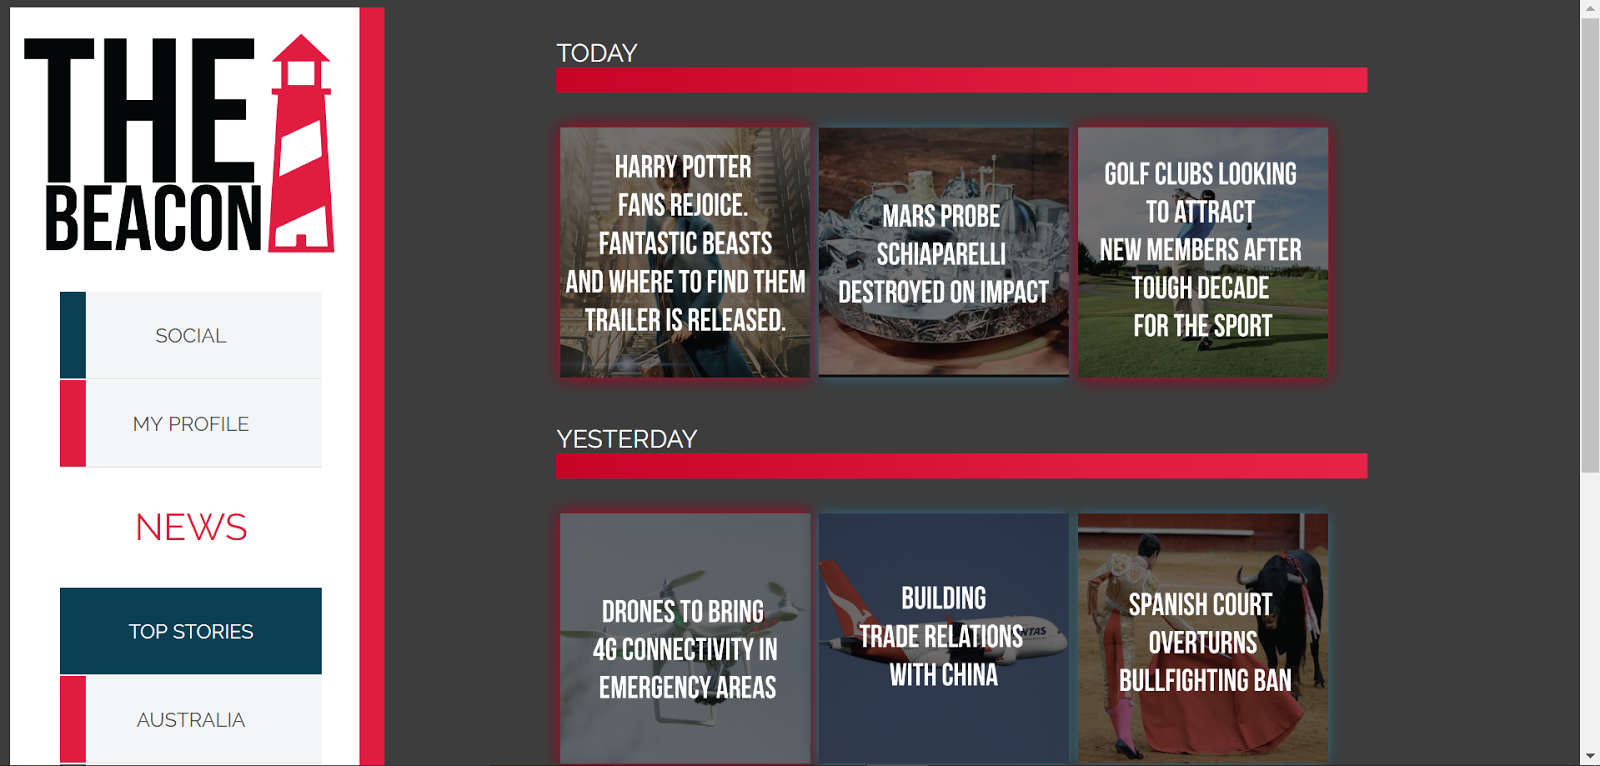 THE
BEACON
SOCIAL
MY PROFILE
NEWS
TOP STORIES
AUSTRALIA
TODAY
HARRY POTTER
FANS REJOICE.
FANTASTIC BEASTS
AND WHERE TO FIND THEM
TRAILER IS RELEASED.
MARS PROBE
SCHIAPARELLI
DESTROYED ON IMPACT
GOLF CLUBS LOOKING
TO ATTRACT
NEW MEMBERS AFTER
TOUGH DECADE
FOR THE SPORT
YESTERDAY
DRONES TO BRING
4G CONNECTIVITY IN
EMERGENCY AREAS
BUILDING
TRADE RELATIONS
WITH CHINA
SPANISH COURT
OVERTURNS
BULLFIGHTING BAN